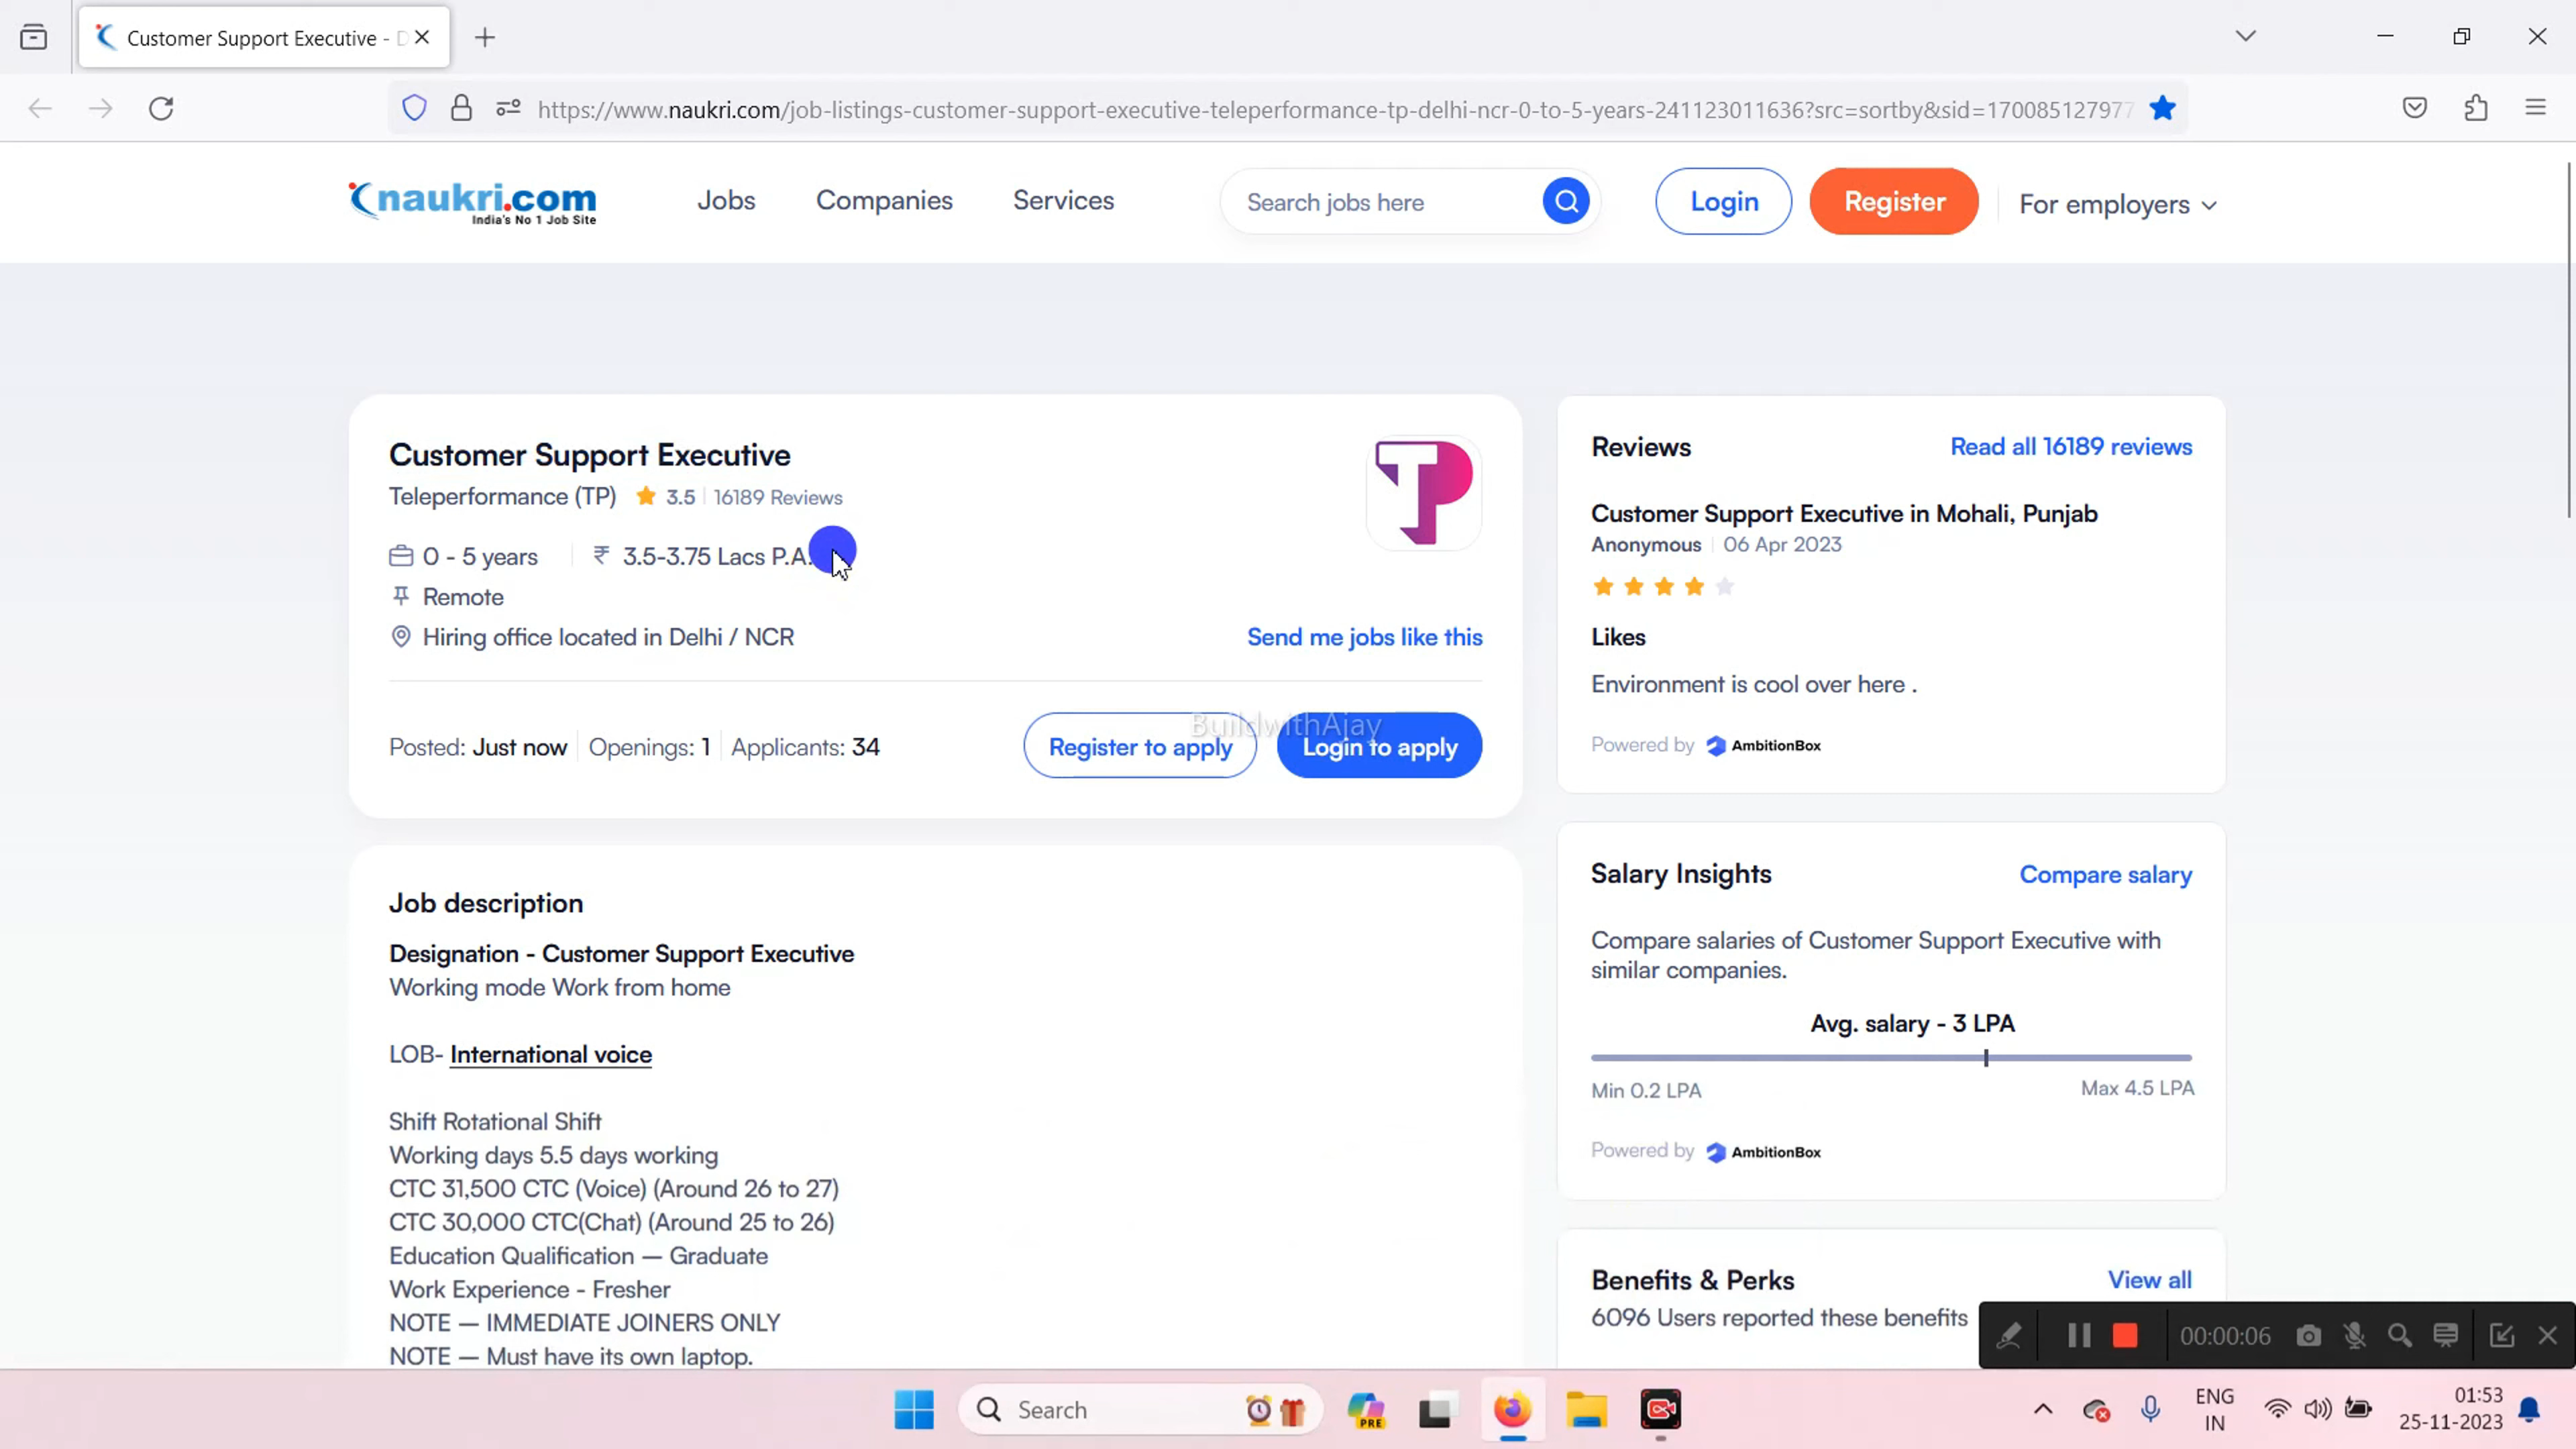 Customer Support Executive - D
https://www.naukri.com/job-listings-customer-support-executive-teleperformance-tp-delhi-ncr-0-to-5-years-241123011636?src=sortby&sid=170085127977
naukri.com
India's No 1 Job Site
Jobs
Companies
Services
Search jobs here
Login
Register
For employers
Customer Support Executive
Teleperformance (TP) 3.5 16189 Reviews
TP
0 - 5 years
₹ 3.5-3.75 Lacs P.A.
Remote
Hiring office located in Delhi / NCR
Send me jobs like this
Posted: Just now Openings: 1 Applicants: 34
Register to apply
Login to apply
BuildwithAjay
Job description
Designation - Customer Support Executive
Working mode Work from home
LOB- International voice
Shift Rotational Shift
Working days 5.5 days working
CTC 31,500 CTC (Voice) (Around 26 to 27)
CTC 30,000 CTC(Chat) (Around 25 to 26)
Education Qualification — Graduate
Work Experience - Fresher
NOTE — IMMEDIATE JOINERS ONLY
NOTE — Must have its own laptop.
Reviews
Read all 16189 reviews
Customer Support Executive in Mohali, Punjab
Anonymous 06 Apr 2023
Likes
Environment is cool over here .
Powered by AmbitionBox
Salary Insights
Compare salary
Compare salaries of Customer Support Executive with
similar companies.
Avg. salary - 3 LPA
Min 0.2 LPA
Max 4.5 LPA
Powered by AmbitionBox
Benefits & Perks
View all
6096 Users reported these benefits
00:00:06
Search
PRE
ENG
IN
01:53
25-11-2023